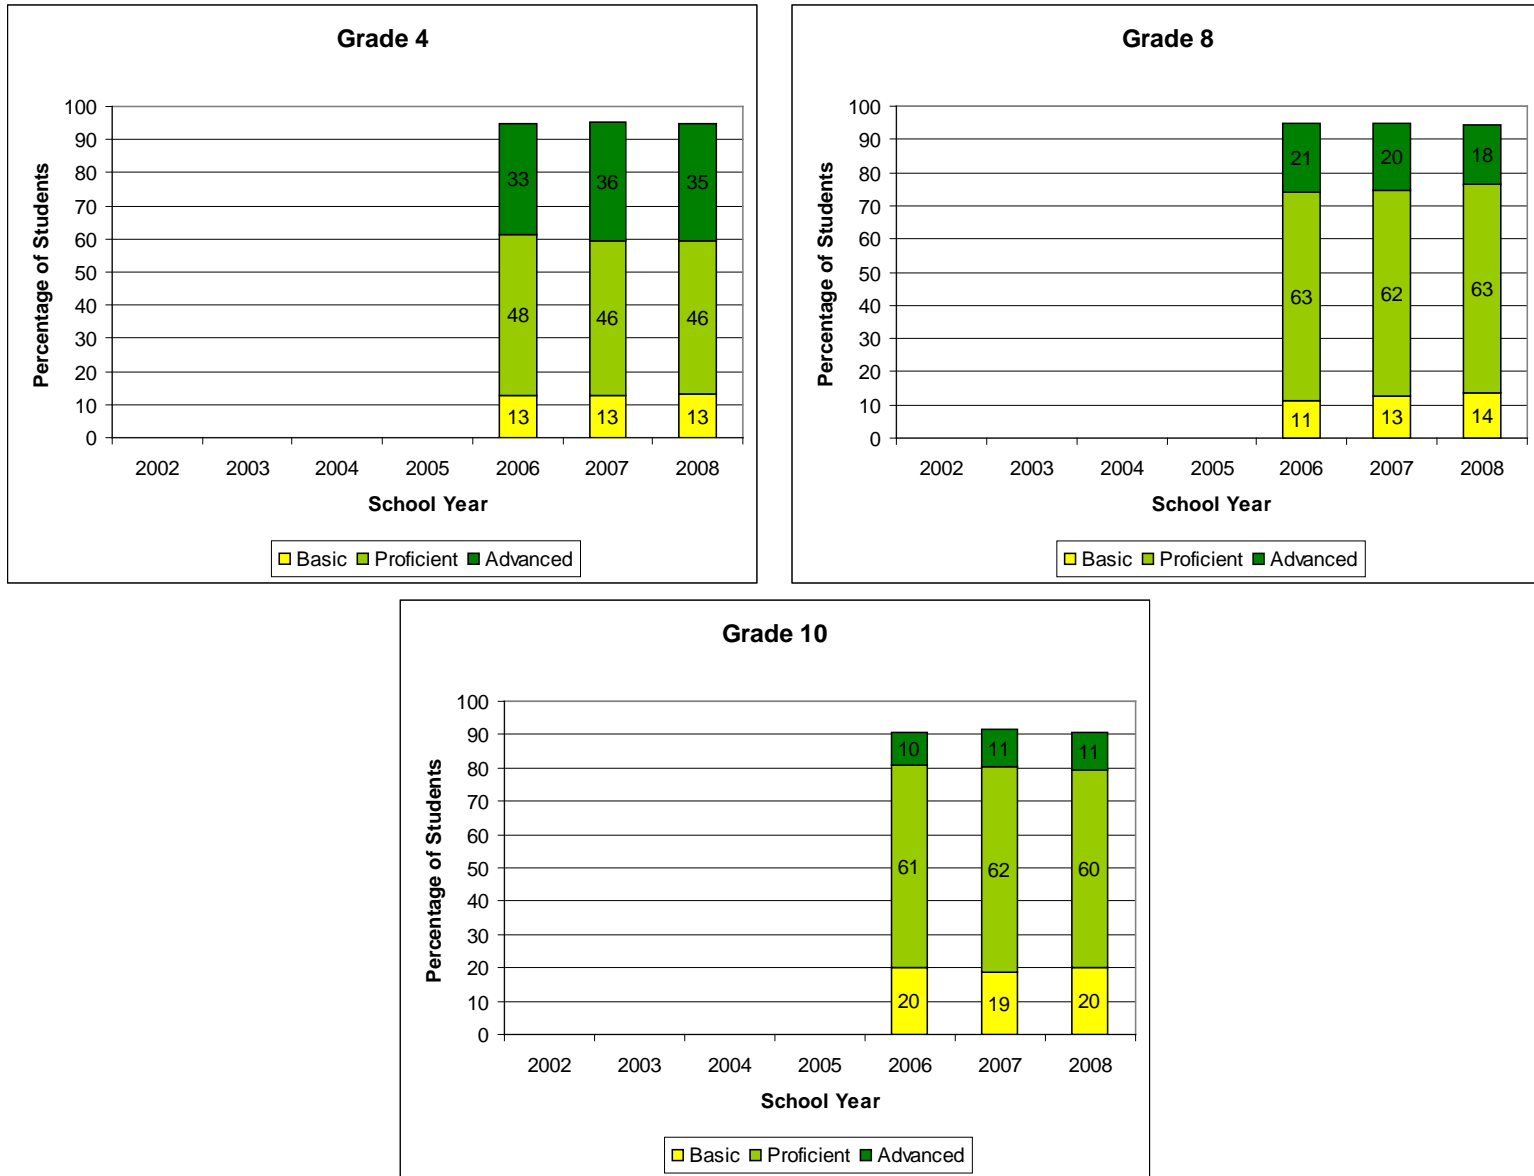 Grade 4
Percentage of Students
100
90
80
70
60
50
40
30
20
10
0
33 36 35
48 46 46
13 13 13
2002 2003 2004 2005 2006 2007 2008
School Year
Basic Proficient Advanced
Grade 8
Percentage of Students
100
90
80
70
60
50
40
30
20
10
0
21 20 18
63 62 63
11 13 14
2002 2003 2004 2005 2006 2007 2008
School Year
Basic Proficient Advanced
Grade 10
Percentage of Students
100
90
80
70
60
50
40
30
20
10
0
10 11 11
61 62 60
20 19 20
2002 2003 2004 2005 2006 2007 2008
School Year
Basic Proficient Advanced